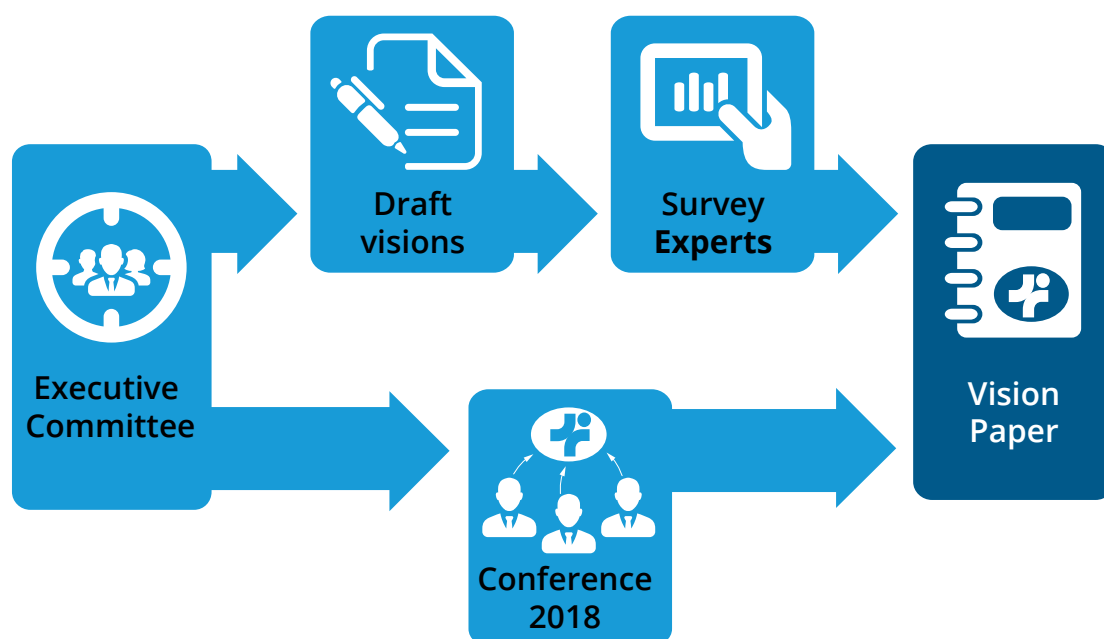 Draft
visions
Survey
Experts
Executive
Committee
Vision
Paper
Conference
2018